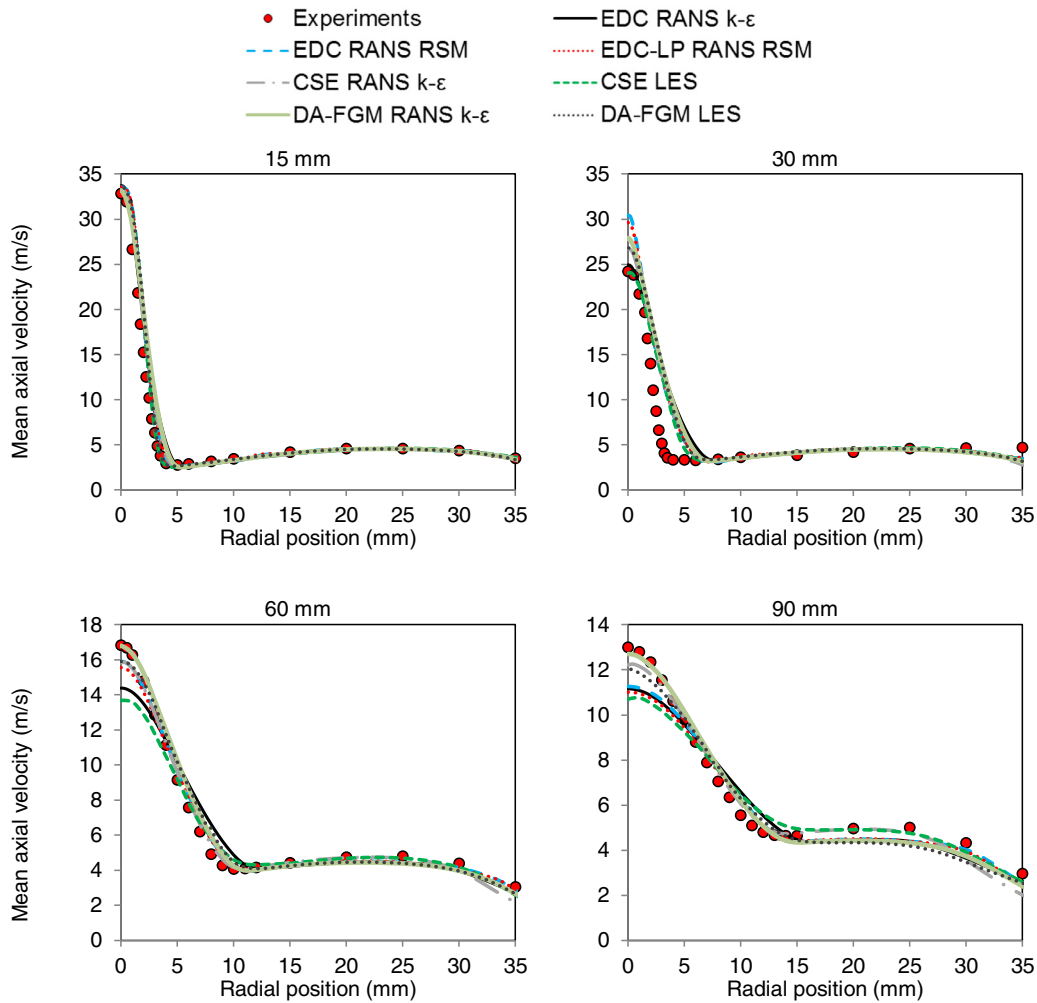 Experiments
EDC RANS k-ε
EDC RANS RSM
EDC-LP RANS RSM
CSE RANS k-ε
CSE LES
DA-FGM RANS k-ε
DA-FGM LES
15 mm
30 mm
Mean axial velocity (m/s)
35
30
25
20
15
10
5
0
0 5 10 15 20 25 30 35
Radial position (mm)
35
30
25
20
15
10
5
0
0 5 10 15 20 25 30 35
Radial position (mm)
60 mm
90 mm
Mean axial velocity (m/s)
18
16
14
12
10
8
6
4
2
0
0 5 10 15 20 25 30 35
Radial position (mm)
14
12
10
8
6
4
2
0
0 5 10 15 20 25 30 35
Radial position (mm)